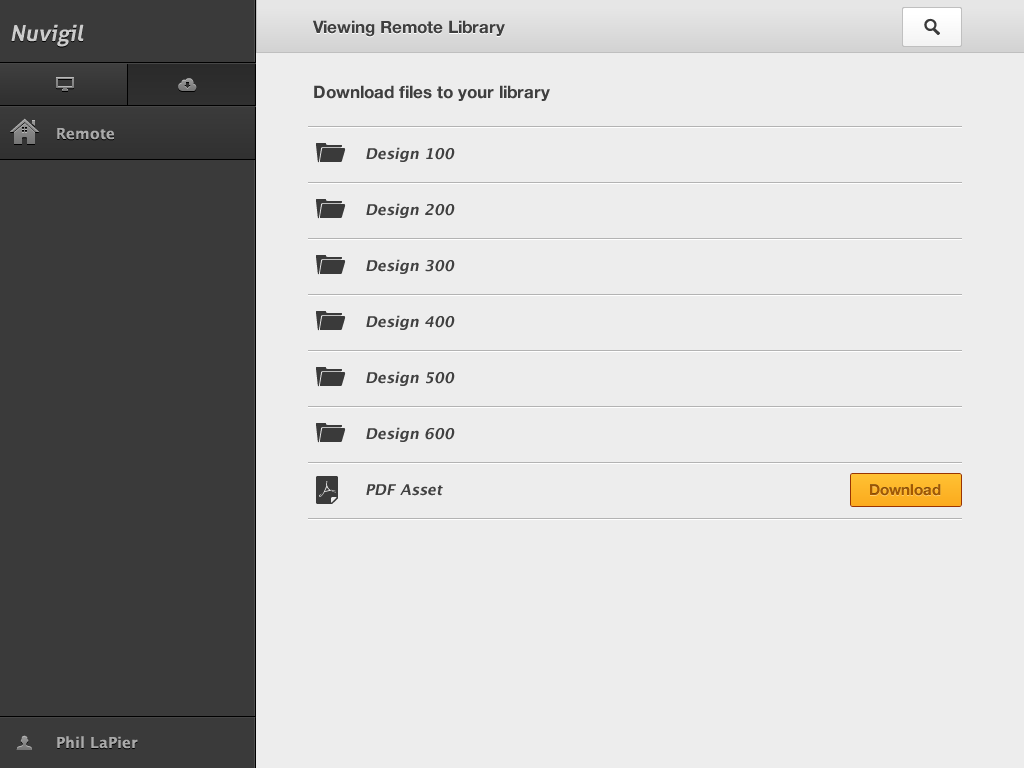 Nuvigil
Viewing Remote Library
Remote
Download files to your library
Design 100
Design 200
Design 300
Design 400
Design 500
Design 600
PDF Asset
Download
Phil LaPier